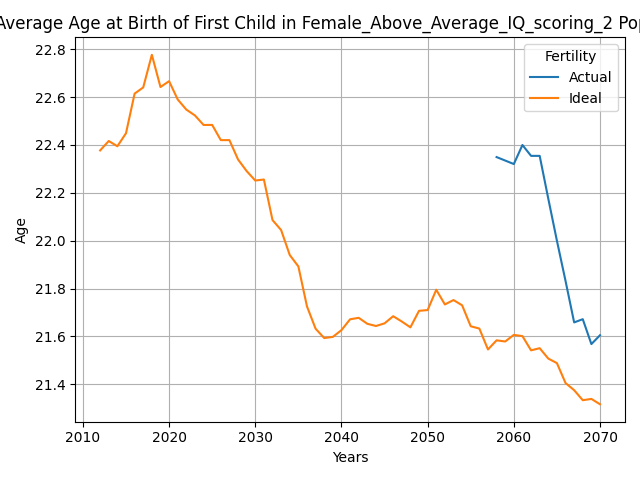 Average Age at Birth of First Child in Female_Above_Average_IQ_scoring_2
Fertility
Actual
Ideal
22.8
22.6
22.4
22.2
22.0
21.8
21.6
21.4
Age
2010 2020 2030 2040 2050 2060 2070
Years